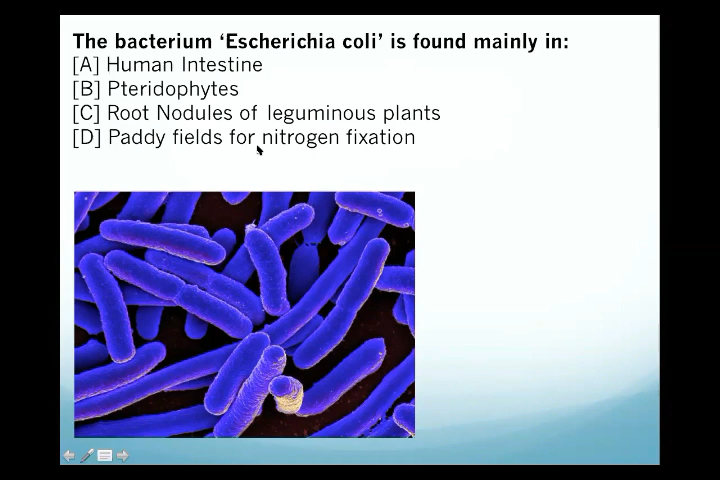 The bacterium ‘Escherichia coli’ is found mainly in:
[A] Human Intestine
[B] Pteridophytes
[C] Root Nodules of leguminous plants
[D] Paddy fields for nitrogen fixation